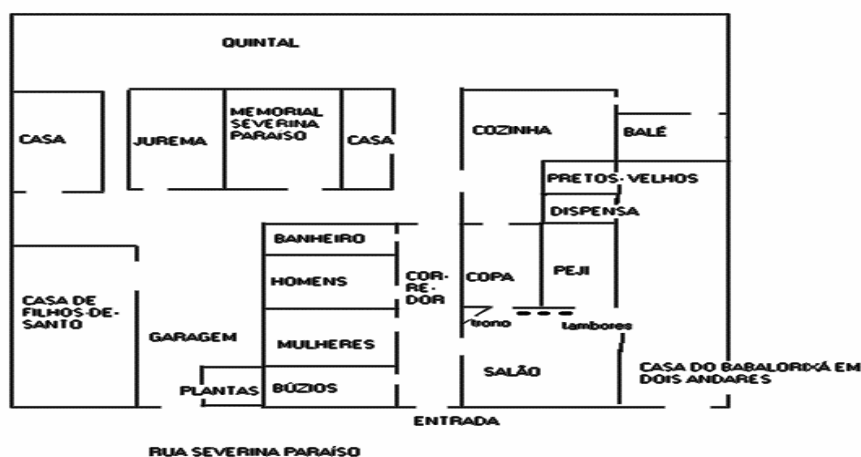 QUINTAL
CASA
JUREMA
MEMORIAL
SEVERINA
PARAÍSO
CASA
COZINHA
BALÉ
PRETOS-VELHOS
DISPENSA
BANHEIRO
HOMENS
COR-
RE-
DOR
COPA
PEJI
CASA DE
FILHOS-DE-
SANTO
GARAGEM
MULHERES
trono
tambores
SALÃO
PLANTAS
BÚZIOS
CASA DO BABALORIXÁ EM
DOIS ANDARES
ENTRADA
RUA SEVERINA PARAÍSO